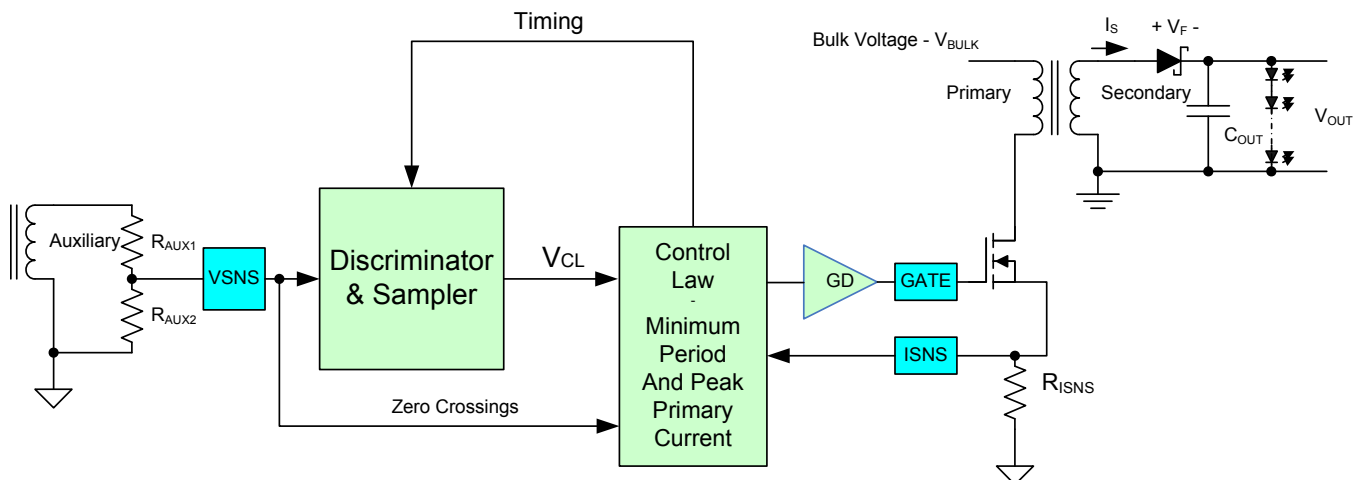 Timing
Bulk Voltage - VBULK
IS
+ VF -
Primary
Secondary
COUT
VOUT
Auxiliary
RAUX1
RAUX2
VSNS
Discriminator
& Sampler
VCL
Control
Law
-
Minimum
Period
And Peak
Primary
Current
GD
GATE
ISNS
RISNS
Zero Crossings